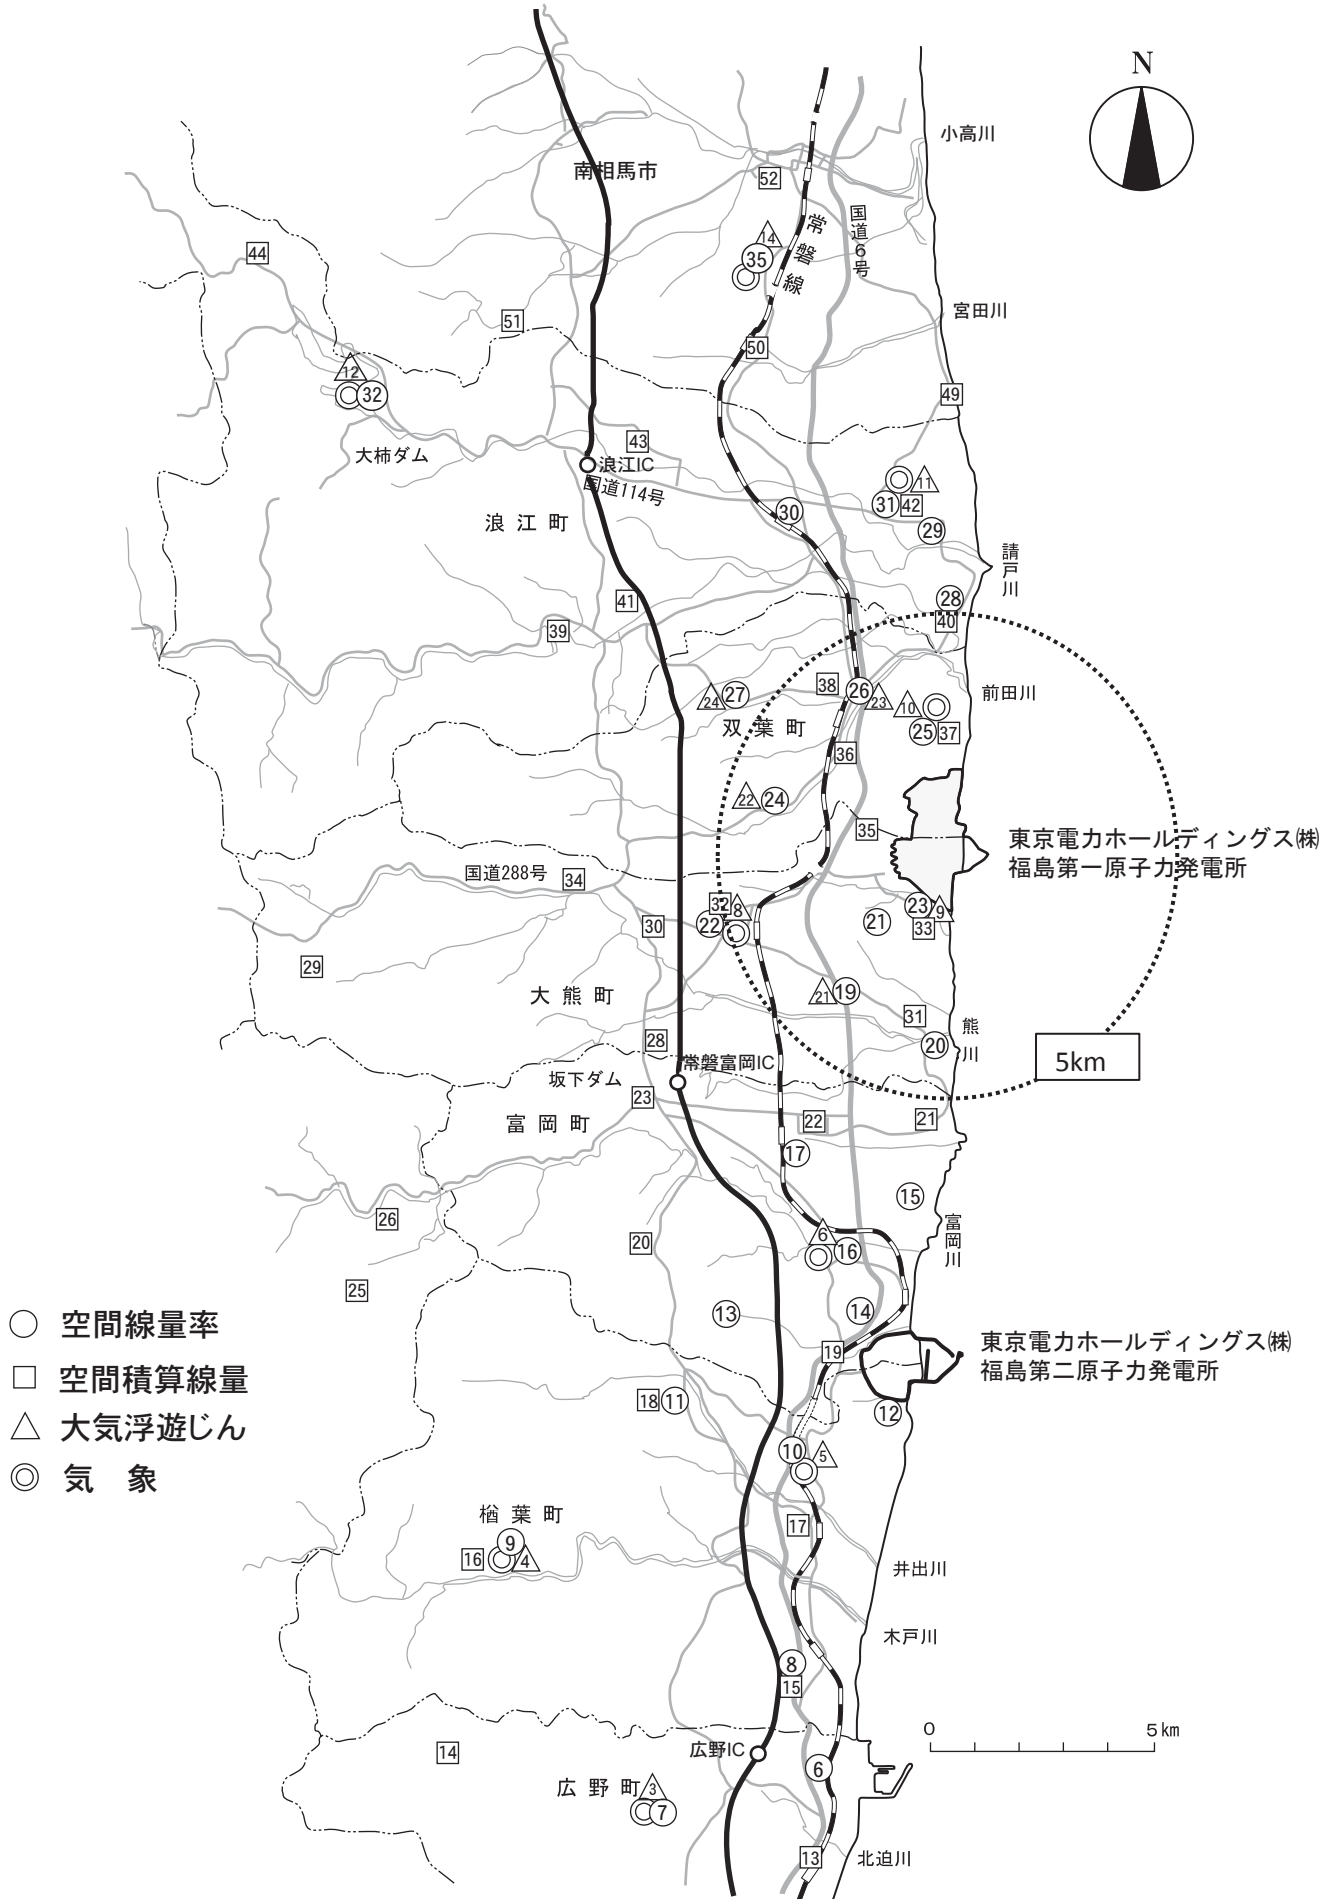 N
小高川
南相馬市
52
国道6号
常磐線
14
35
44
宮田川
51
50
12
32
49
43
大柿ダム
浪江IC
国道114号
11
31
42
30
29
浪江町
請戸川
28
41
40
39
38
26
23
10
前田川
24
27
25
37
双葉町
36
22
24
35
東京電力ホールディングス㈱
福島第一原子力発電所
国道288号
34
32
8
23
9
22
21
33
30
29
21
19
大熊町
31
熊川
20
28
5km
常磐富岡IC
坂下ダム
23
22
21
富岡町
17
15
26
富岡川
6
16
20
25
13
14
○ 空間線量率
19
東京電力ホールディングス㈱
福島第二原子力発電所
□ 空間積算線量
18
11
12
△ 大気浮遊じん
10
5
◎ 気 象
楢葉町
17
9
16
4
井出川
木戸川
8
15
0
5km
広野IC
14
6
広野町
3
7
13
北迫川